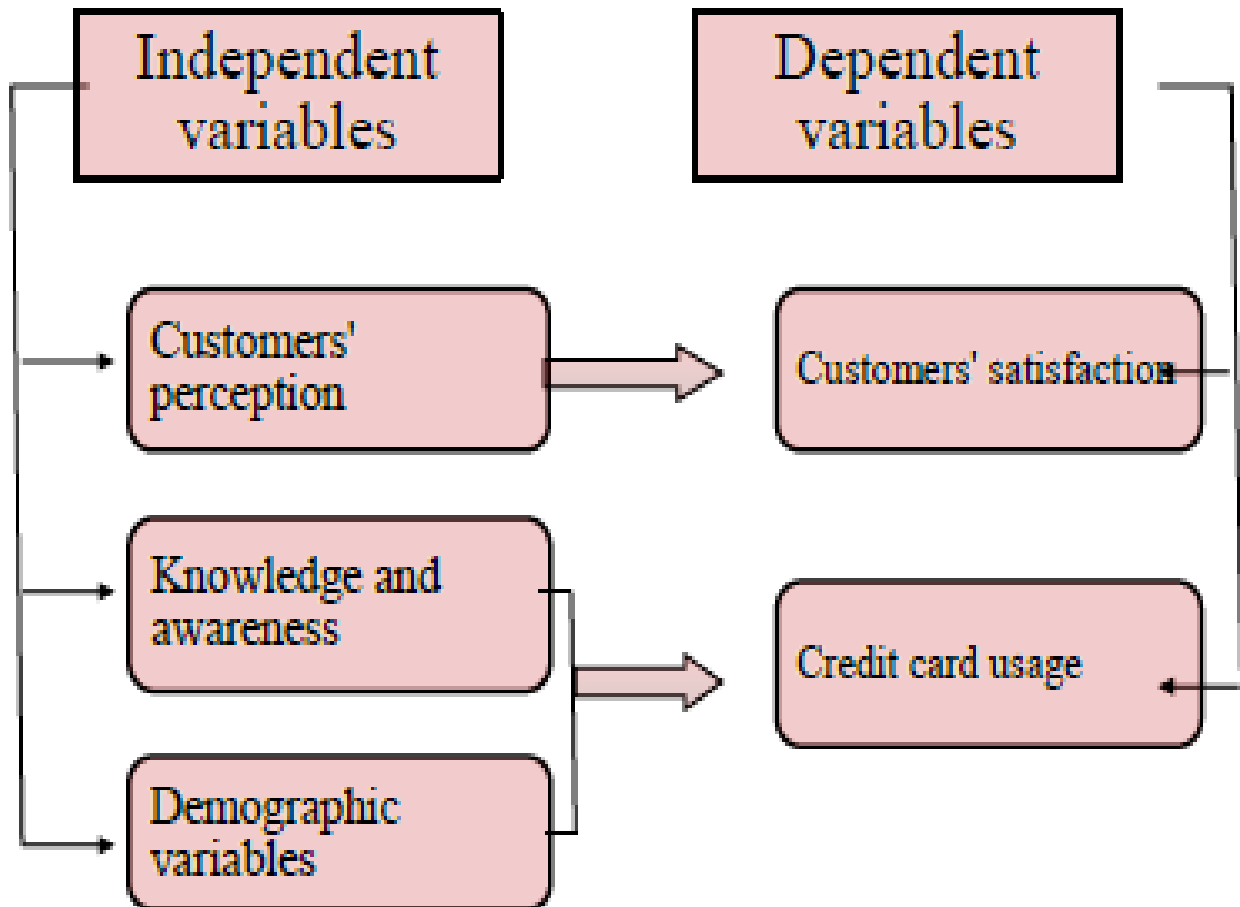 Independent
variables
Dependent
variables
Customers'
perception
Customers' satisfaction
Knowledge and
awareness
Credit card usage
Demographic
variables